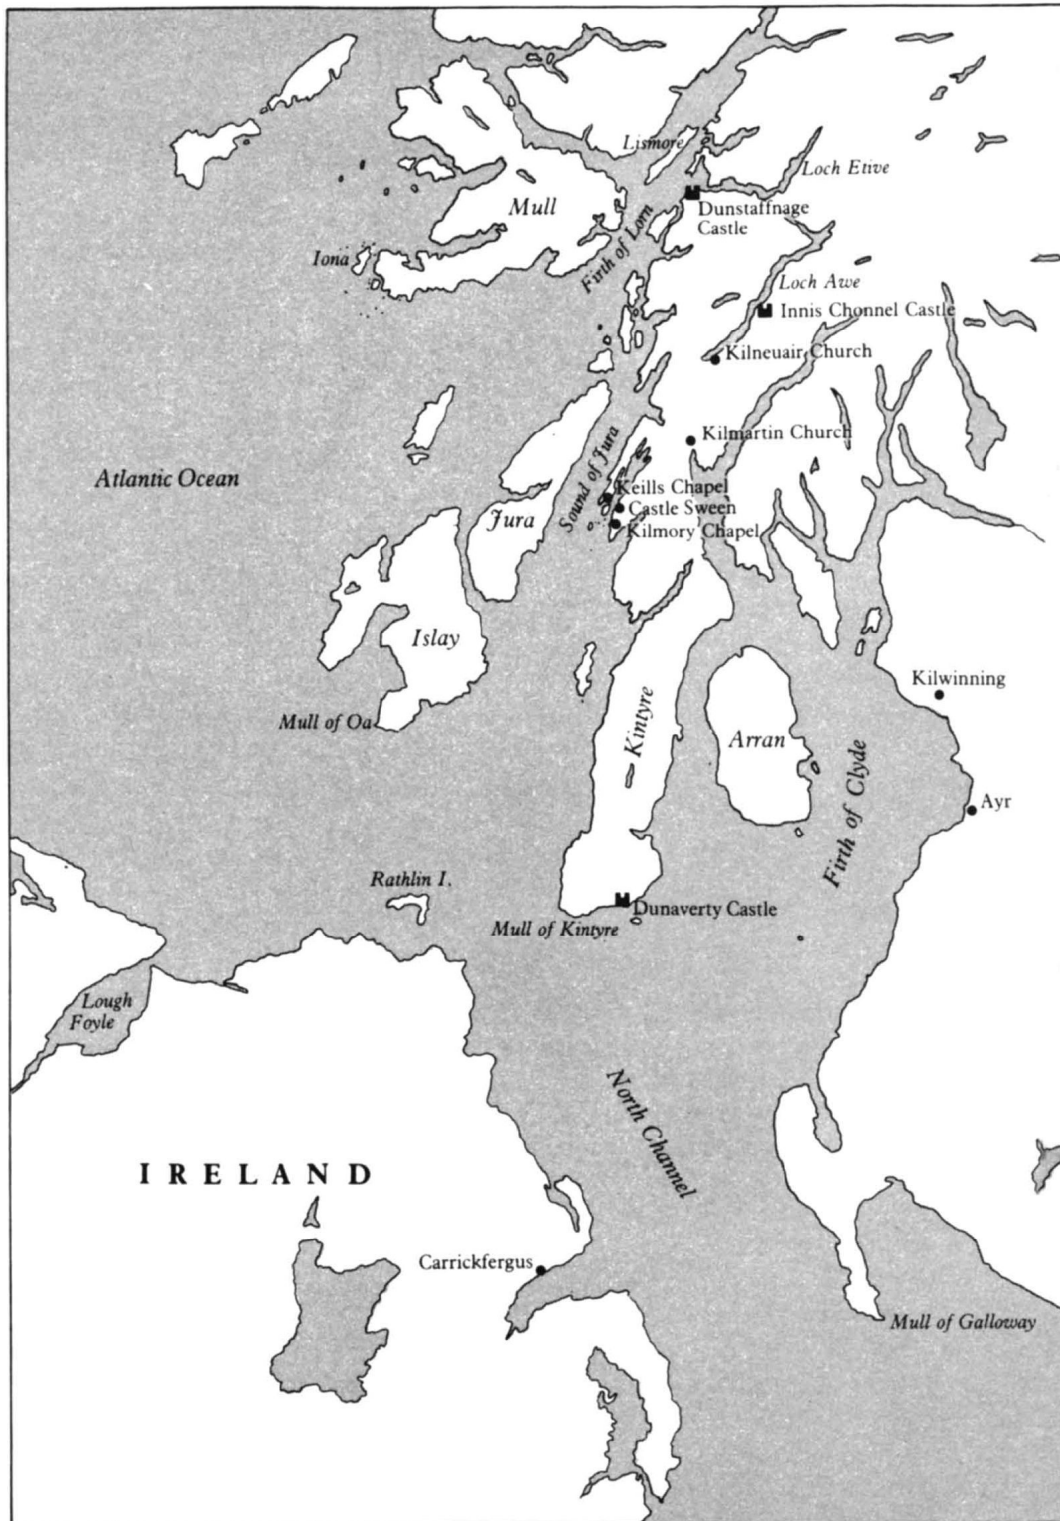 Lismore
Loch Etive
Mull
Dunstaffnage
Castle
Firth of Lorn
Iona
Loch Awe
Innis Chonnel Castle
Kilneuair Church
Kilmartin Church
Atlantic Ocean
Sound of Jura
Keills Chapel
Castle Sween
Jura
Kilmory Chapel
Islay
Kilwinning
Mull of Oa
Kintyre
Arran
Firth of Clyde
Ayr
Rathlin I.
Dunaverty Castle
Mull of Kintyre
Lough
Foyle
North Channel
IRELAND
Carrickfergus
Mull of Galloway